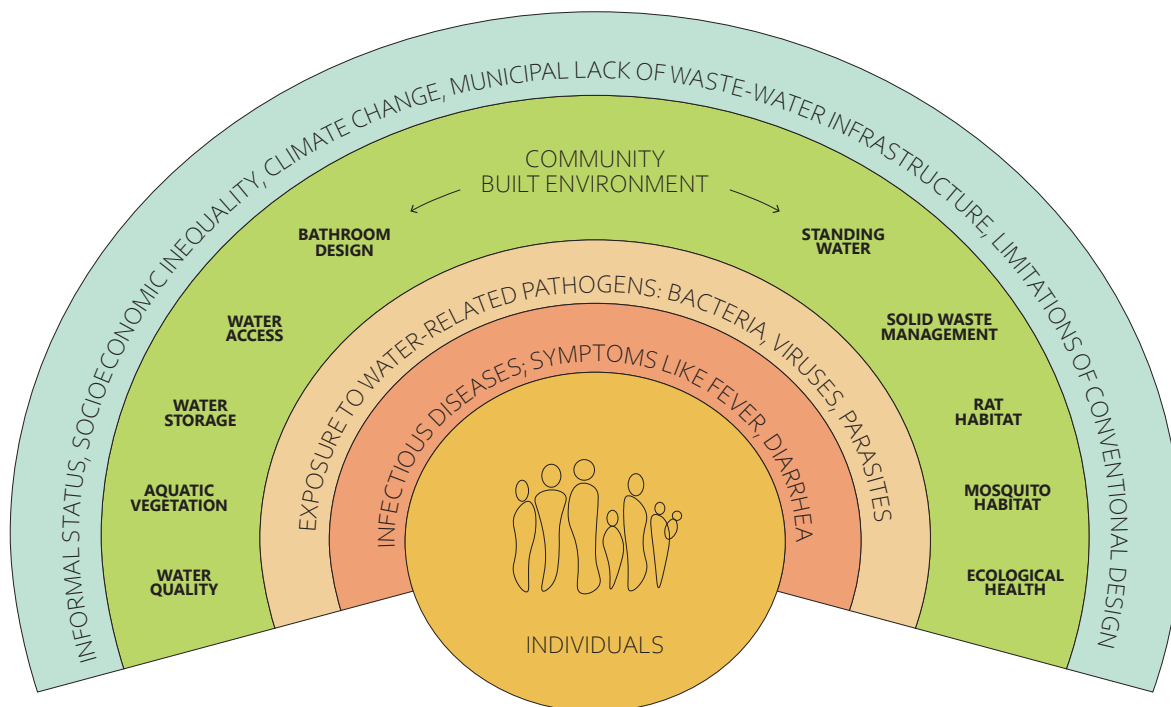 INFORMAL STATUS, SOCIOECONOMIC INEQUALITY, CLIMATE CHANGE, MUNICIPAL LACK OF WASTE-WATER INFRASTRUCTURE, LIMITATIONS OF CONVENTIONAL DESIGN
COMMUNITY
BUILT ENVIRONMENT
BATHROOM
DESIGN
WATER
ACCESS
WATER
STORAGE
AQUATIC
VEGETATION
WATER
QUALITY
STANDING
WATER
SOLID WASTE
MANAGEMENT
RAT
HABITAT
MOSQUITO
HABITAT
ECOLOGICAL
HEALTH
EXPOSURE TO WATER-RELATED PATHOGENS: BACTERIA, VIRUSES, PARASITES
INFECTIOUS DISEASES; SYMPTOMS LIKE FEVER, DIARRHEA
INDIVIDUALS